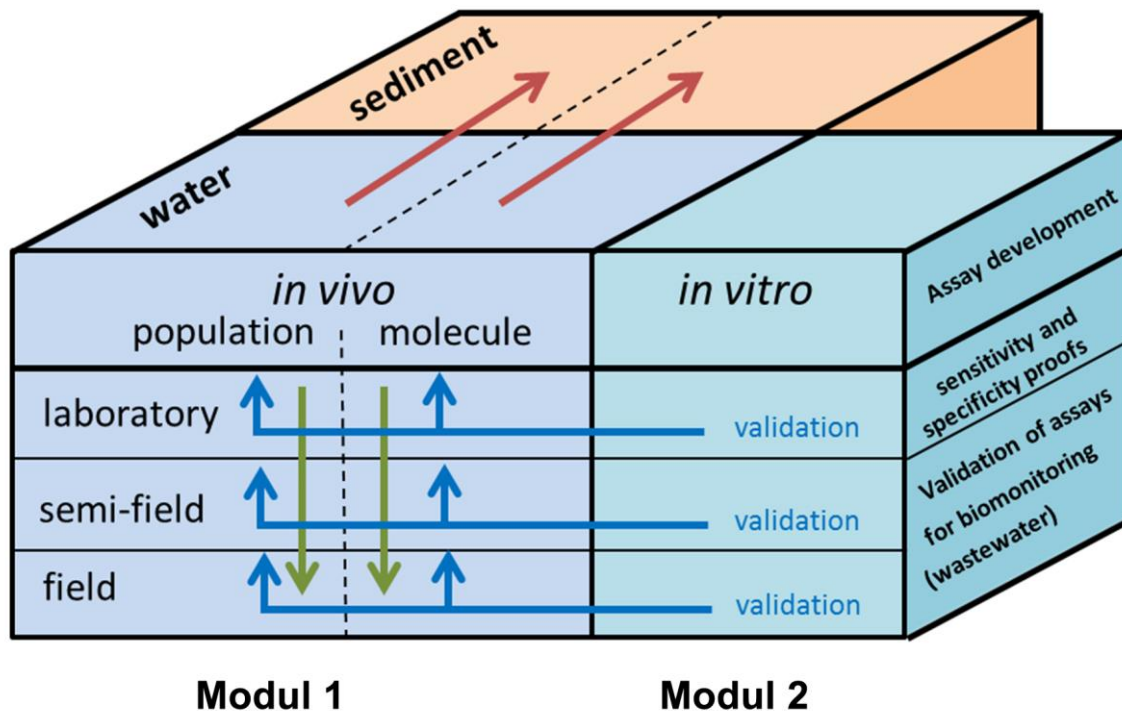 sediment
water
in vivo
in vitro
population
molecule
laboratory
validation
semi-field
validation
field
validation
Assay development
sensitivity and
specificity proofs
Validation of assays
for biomonitoring
(wastewater)
Modul 1
Modul 2